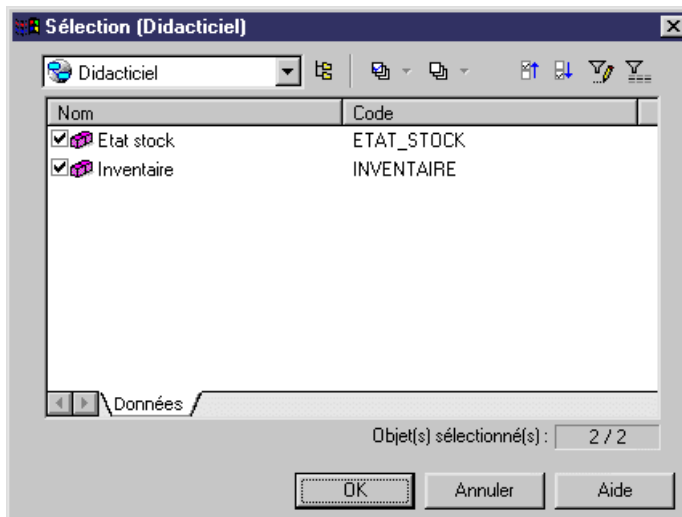 Sélection (Didacticiel)
Didacticiel
Nom Code
Etat stock ETAT_STOCK
Inventaire INVENTAIRE
Données
Objet(s) sélectionné(s) : 2 / 2
OK Annuler Aide